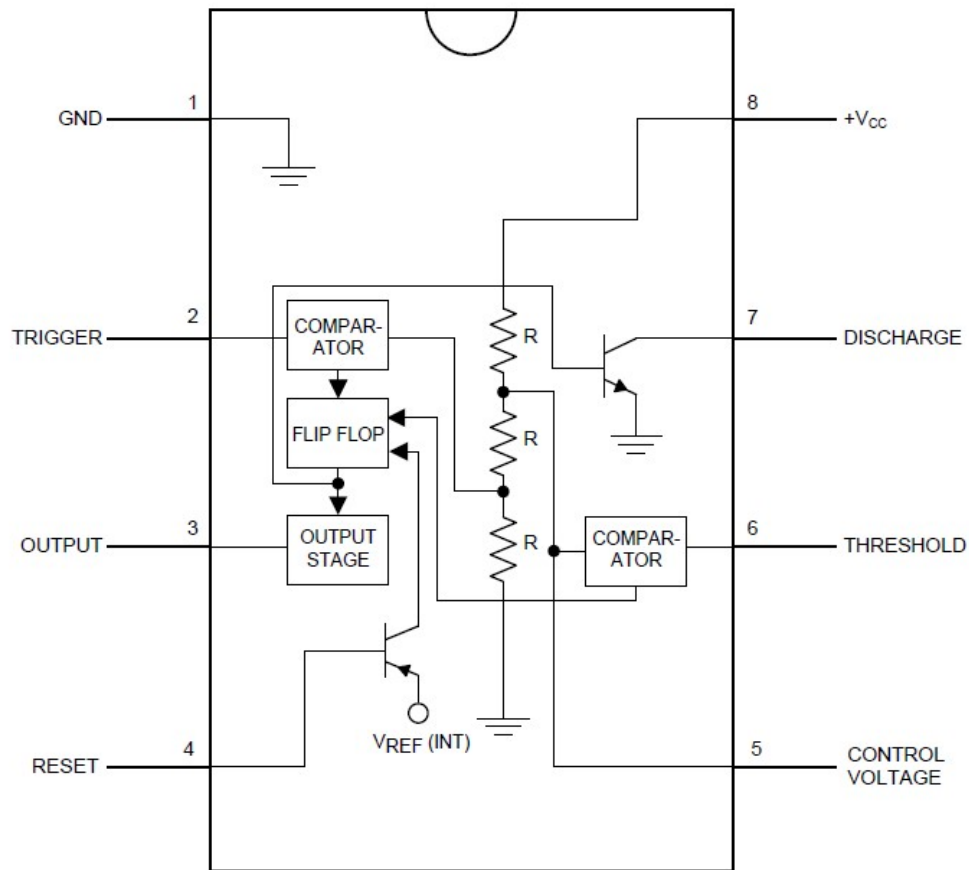 1
GND
8
+VCC
2
TRIGGER
COMPAR-
ATOR
R
7
DISCHARGE
FLIP FLOP
R
3
OUTPUT
OUTPUT
STAGE
R
COMPAR-
ATOR
6
THRESHOLD
VREF (INT)
4
RESET
5
CONTROL
VOLTAGE